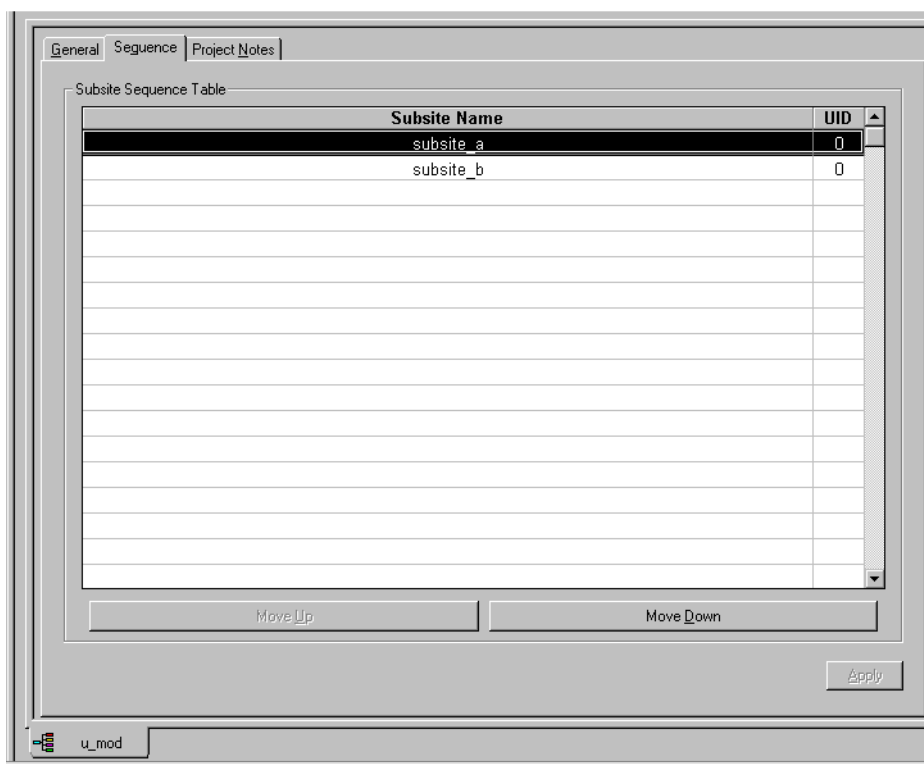 General Seguence Project Notes
Subsite Sequence Table
Subsite Name UID
subsite_a 0
subsite_b 0
Move Up Move Down
Apply
u_mod